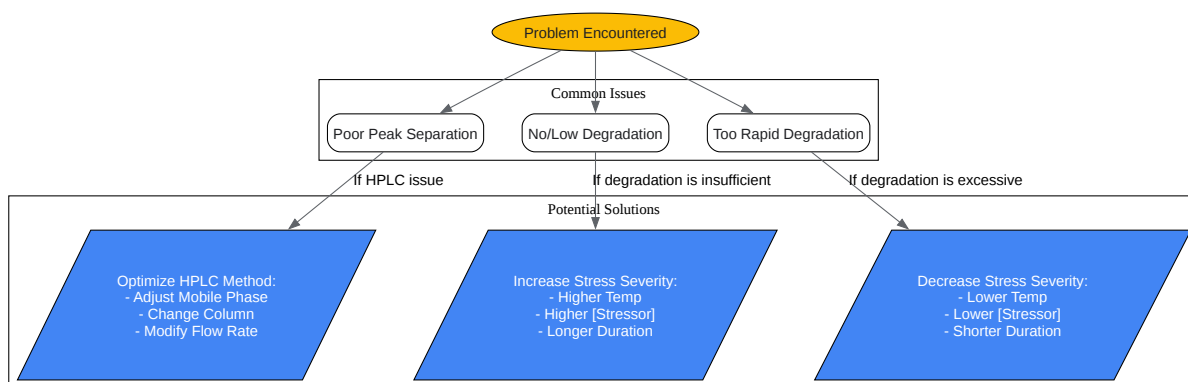 Problem Encountered
Common Issues
Poor Peak Separation
No/Low Degradation
Too Rapid Degradation
If HPLC issue
If degradation is insufficient
If degradation is excessive
Potential Solutions
Optimize HPLC Method:
- Adjust Mobile Phase
- Change Column
- Modify Flow Rate
Increase Stress Severity:
- Higher Temp
- Higher [Stressor]
- Longer Duration
Decrease Stress Severity:
- Lower Temp
- Lower [Stressor]
- Shorter Duration